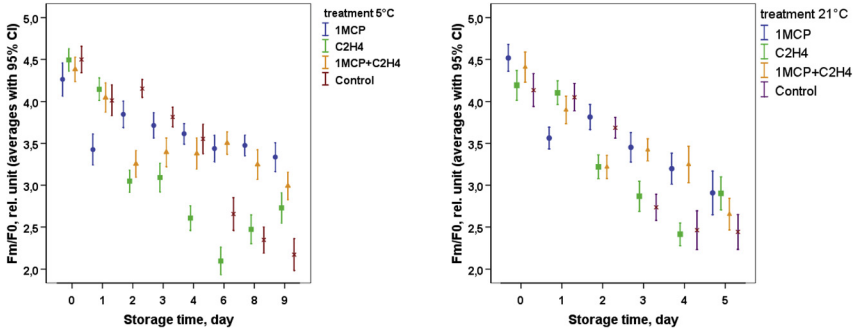 Fm/F0, rel. unit (averages with 95% CI)
5,0
4,5
4,0
3,5
3,0
2,5
2,0
0 1 2 3 4 6 8 9
Storage time, day
treatment 5°C
1MCP
C2H4
1MCP+C2H4
Control
Fm/F0, rel. unit (averages with 95% CI)
5,0
4,5
4,0
3,5
3,0
2,5
2,0
0 1 2 3 4 5
Storage time, day
treatment 21°C
1MCP
C2H4
1MCP+C2H4
Control